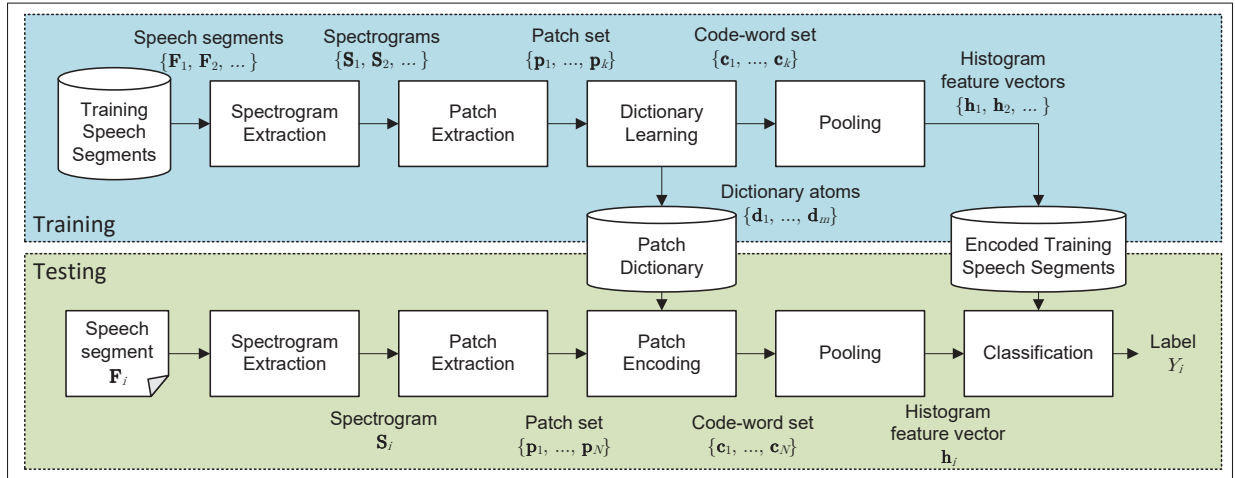 Speech segments
{F₁, F₂, ... }
Spectrograms
{S₁, S₂, ... }
Patch set
{p₁, ..., pₖ}
Code-word set
{c₁, ..., cₖ}
Histogram
feature vectors
{h₁, h₂, ... }
Training
Speech
Segments
Spectrogram
Extraction
Patch
Extraction
Dictionary
Learning
Pooling
Dictionary atoms
{d₁, ..., dₘ}
Training
Patch
Dictionary
Encoded Training
Speech Segments
Testing
Speech
segment
Fᵢ
Spectrogram
Extraction
Patch
Extraction
Patch
Encoding
Pooling
Classification
Label
Yᵢ
Spectrogram
Sᵢ
Patch set
{p₁, ..., p_N}
Code-word set
{c₁, ..., c_N}
Histogram
feature vector
hᵢ